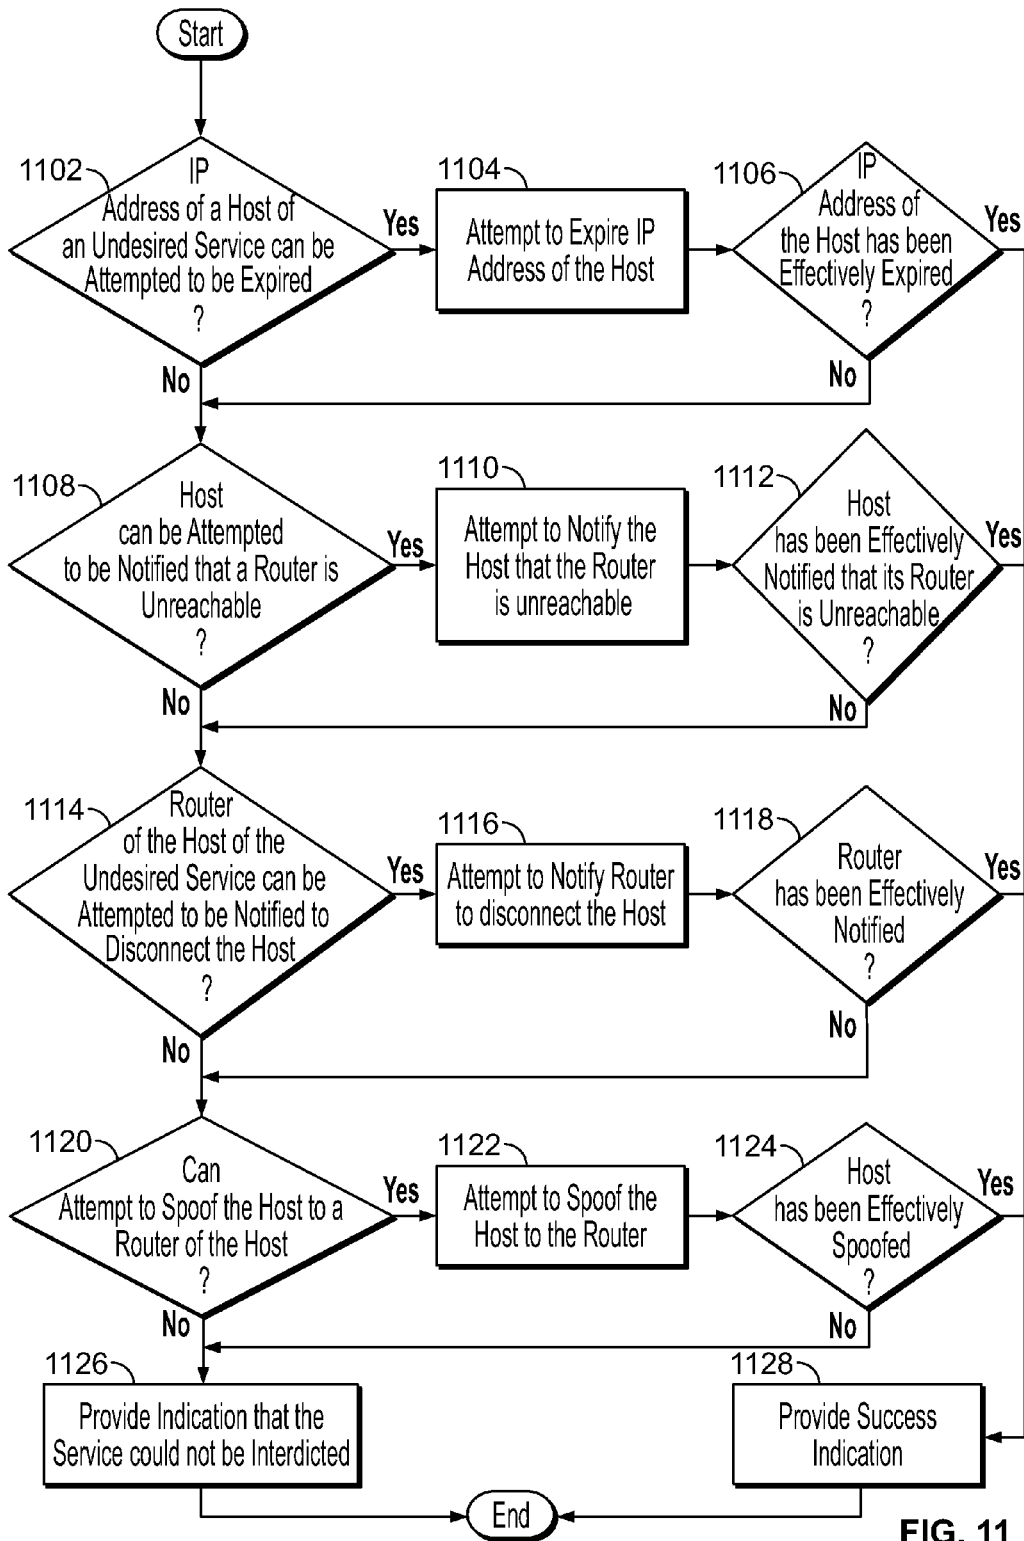 Start
1102
IP
Address of a Host of
an Undesired Service can be
Attempted to be Expired
?
Yes
No
1104
Attempt to Expire IP
Address of the Host
1106
IP
Address of
the Host has been
Effectively Expired
?
Yes
No
1108
Host
can be Attempted
to be Notified that a Router is
Unreachable
?
Yes
No
1110
Attempt to Notify the
Host that the Router
is unreachable
1112
Host
has been Effectively
Notified that its Router
is Unreachable
?
Yes
No
1114
Router
of the Host of the
Undesired Service can be
Attempted to be Notified to
Disconnect the Host
?
Yes
No
1116
Attempt to Notify Router
to disconnect the Host
1118
Router
has been Effectively
Notified
?
Yes
No
1120
Can
Attempt to Spoof the Host to a
Router of the Host
?
Yes
No
1122
Attempt to Spoof the
Host to the Router
1124
Host
has been Effectively
Spoofed
?
Yes
No
1126
Provide Indication that the
Service could not be Interdicted
1128
Provide Success
Indication
End
FIG. 11